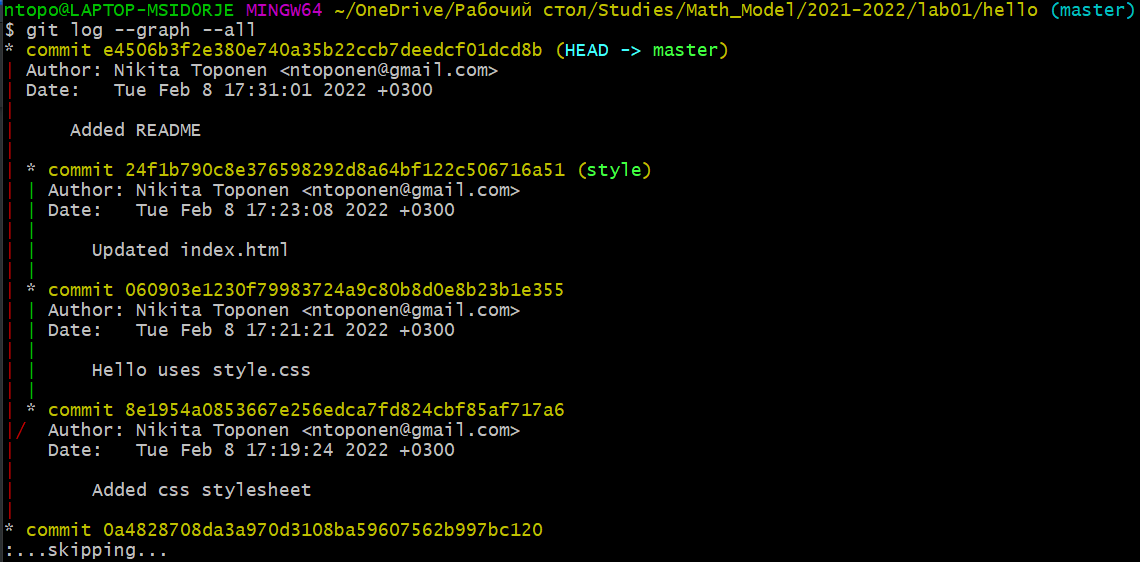 ntopo@LAPTOP-MSIDORJE MINGW64 ~/OneDrive/Рабочий стол/Studies/Math_Model/2021-2022/lab01/hello (master)
$ git log --graph --all
* commit e4506b3f2e380e740a35b22ccb7deedcf01dcd8b (HEAD -> master)
| Author: Nikita Toponen <ntoponen@gmail.com>
| Date:   Tue Feb 8 17:31:01 2022 +0300
|
|     Added README
|
| * commit 24f1b790c8e376598292d8a64bf122c506716a51 (style)
| | Author: Nikita Toponen <ntoponen@gmail.com>
| | Date:   Tue Feb 8 17:23:08 2022 +0300
| |
| |     Updated index.html
| |
| * commit 060903e1230f79983724a9c80b8d0e8b23b1e355
| | Author: Nikita Toponen <ntoponen@gmail.com>
| | Date:   Tue Feb 8 17:21:21 2022 +0300
| |
| |     Hello uses style.css
| |
| * commit 8e1954a0853667e256edca7fd824cbf85af717a6
|/  Author: Nikita Toponen <ntoponen@gmail.com>
|   Date:   Tue Feb 8 17:19:24 2022 +0300
|
|       Added css stylesheet
|
* commit 0a4828708da3a970d3108ba59607562b997bc120
:...skipping...